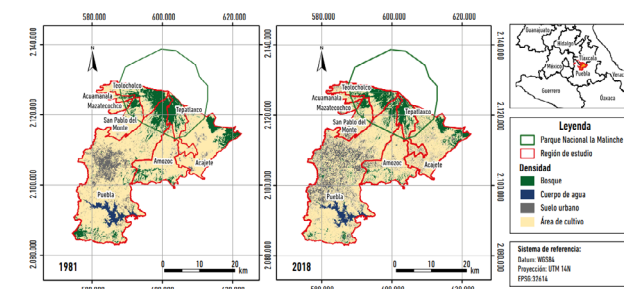 580.000 600.000 620.000
580.000 600.000 620.000
2.140.000
2.120.000
2.100.000
2.080.000
N
Teolocholco
Acuamanala
Mazatecochco
Tepatlaxco
San Pablo del
Monte
Amozoc
Acajete
Puebla
1981
0 10 20
km
N
Teolocholco
Acuamanala
Mazatecochco
Tepatlaxco
San Pablo del
Monte
Amozoc
Acajete
Puebla
2018
0 10 20
km
2.140.000
2.120.000
2.100.000
2.080.000
Guanajuato
Hidalgo
Tlaxcala
México
Puebla
Guerrero
Oaxaca
Leyenda
Parque Nacional la Malinche
Región de estudio
Densidad
Bosque
Cuerpo de agua
Suelo urbano
Área de cultivo
Sistema de referencia:
Datum: WGS84
Proyección: UTM 14N
EPSG:32614